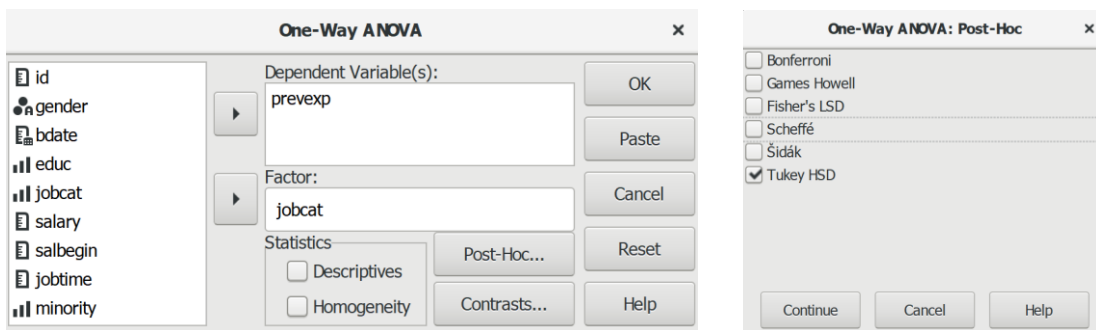 One-Way ANOVA
id
gender
bdate
educ
jobcat
salary
salbegin
jobtime
minority
Dependent Variable(s):
prevexp
Factor:
jobcat
Statistics
Descriptives
Homogeneity
Post-Hoc...
Contrasts...
OK
Paste
Cancel
Reset
Help
One-Way ANOVA: Post-Hoc
Bonferroni
Games Howell
Fisher's LSD
Scheffé
Šidák
Tukey HSD
Continue
Cancel
Help